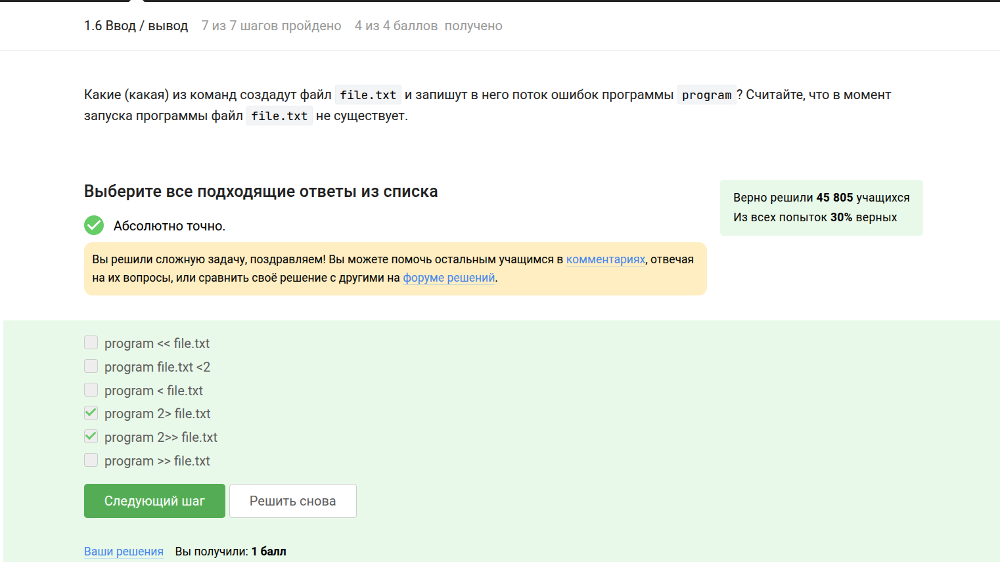 1.6 Ввод / вывод 7 из 7 шагов пройдено 4 из 4 баллов получено
Какие (какая) из команд создадут файл file.txt и запишут в него поток ошибок программы program? Считайте, что в момент
запуска программы файл file.txt не существует.
Выберите все подходящие ответы из списка
Верно решили 45 805 учащихся
Из всех попыток 30% верных
Абсолютно точно.
Вы решили сложную задачу, поздравляем! Вы можете помочь остальным учащимся в комментариях, отвечая
на их вопросы, или сравнить своё решение с другими на форуме решений.
program << file.txt
program file.txt <2
program < file.txt
program 2> file.txt
program 2>> file.txt
program >> file.txt
Следующий шаг Решить снова
Ваши решения Вы получили: 1 балл